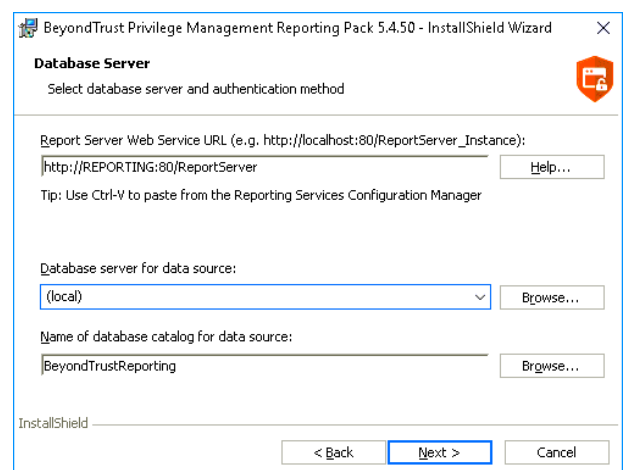 BeyondTrust Privilege Management Reporting Pack 5.4.50 - InstallShield Wizard
Database Server
Select database server and authentication method
Report Server Web Service URL (e.g. http://localhost:80/ReportServer_Instance):
http://REPORTING:80/ReportServer
Help...
Tip: Use Ctrl-V to paste from the Reporting Services Configuration Manager
Database server for data source:
(local)
Browse...
Name of database catalog for data source:
BeyondTrustReporting
Browse...
InstallShield
< Back
Next >
Cancel